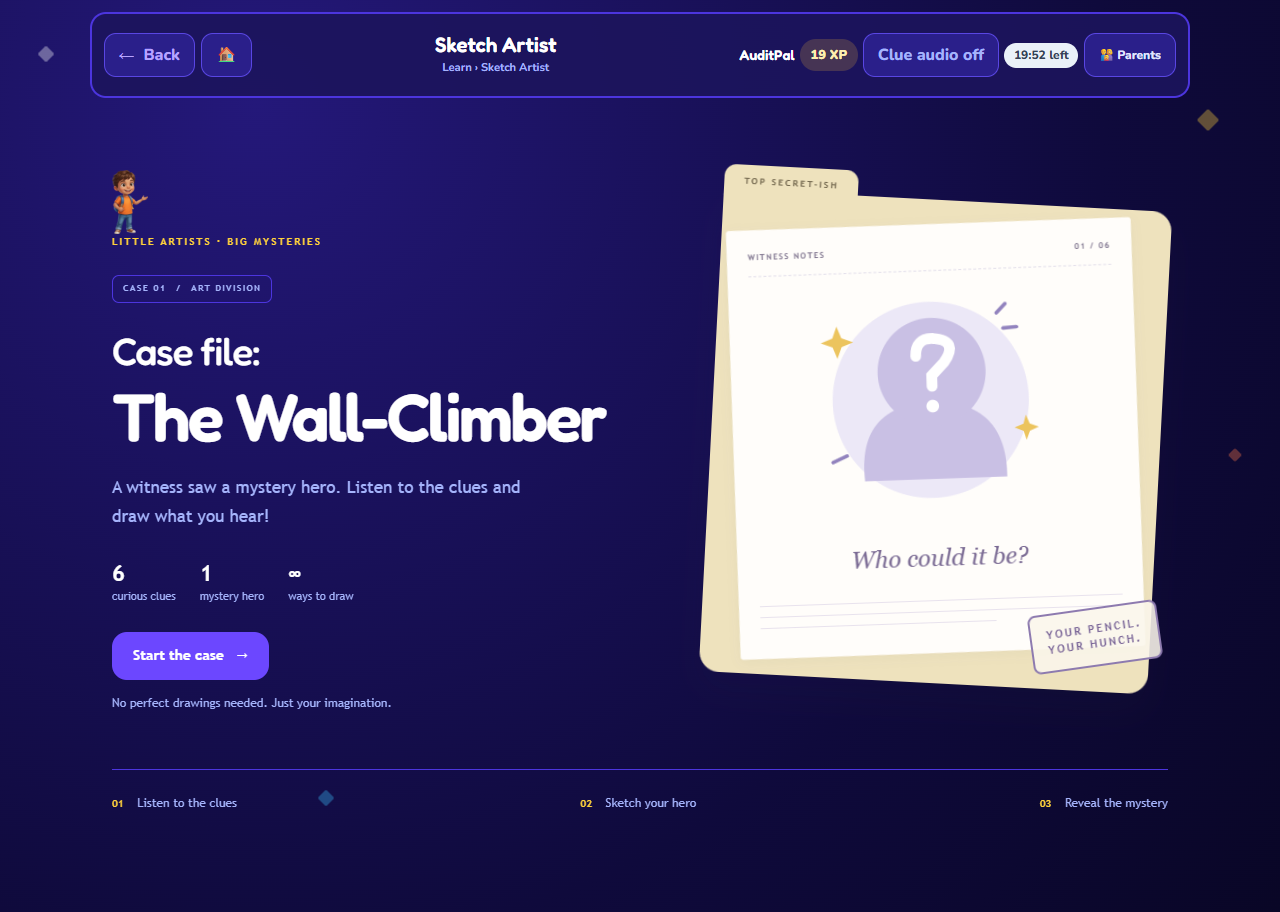 ← Back
Sketch Artist
Learn › Sketch Artist
AuditPal
19 XP
Clue audio off
19:52 left
Parents
LITTLE ARTISTS · BIG MYSTERIES
CASE 01 / ART DIVISION
Case file:
The Wall-Climber
A witness saw a mystery hero. Listen to the clues and
draw what you hear!
6
curious clues
1
mystery hero
∞
ways to draw
Start the case →
No perfect drawings needed. Just your imagination.
TOP SECRET-ISH
WITNESS NOTES
01 / 06
?
Who could it be?
YOUR PENCIL.
YOUR HUNCH.
01 Listen to the clues
02 Sketch your hero
03 Reveal the mystery